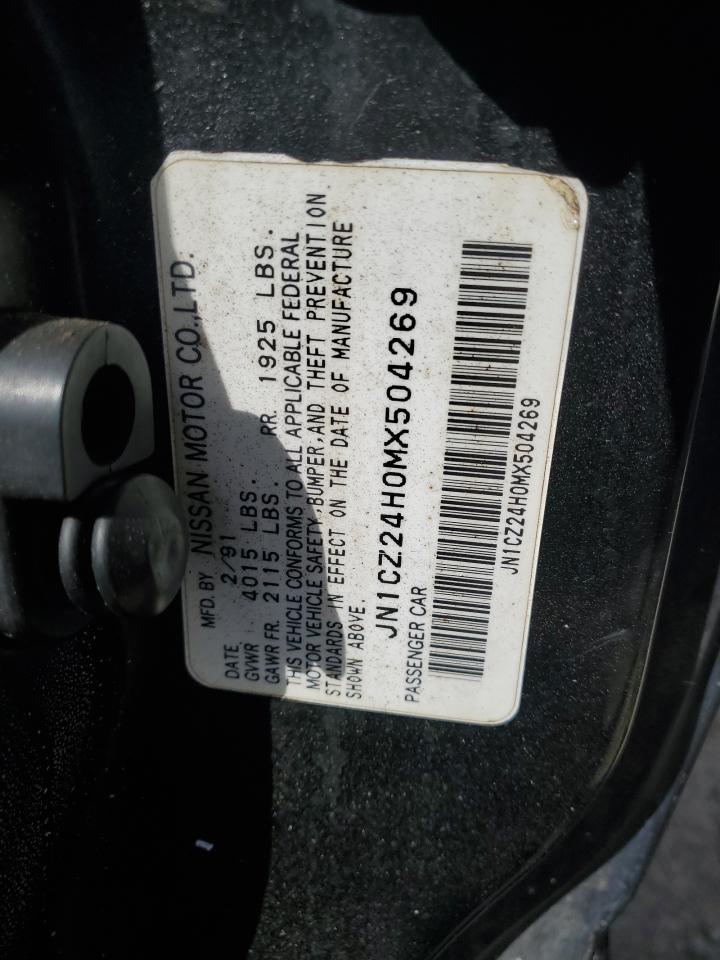 MFD. BY NISSAN MOTOR CO., LTD.
DATE 2/91
GVWR 4015 LBS.
GAWR FR. 2115 LBS. RR. 1925 LBS.
THIS VEHICLE CONFORMS TO ALL APPLICABLE FEDERAL
MOTOR VEHICLE SAFETY, BUMPER, AND THEFT PREVENTION
STANDARDS IN EFFECT ON THE DATE OF MANUFACTURE
SHOWN ABOVE.
JN1CZ24H0MX504269
PASSENGER CAR
JN1CZ24H0MX504269